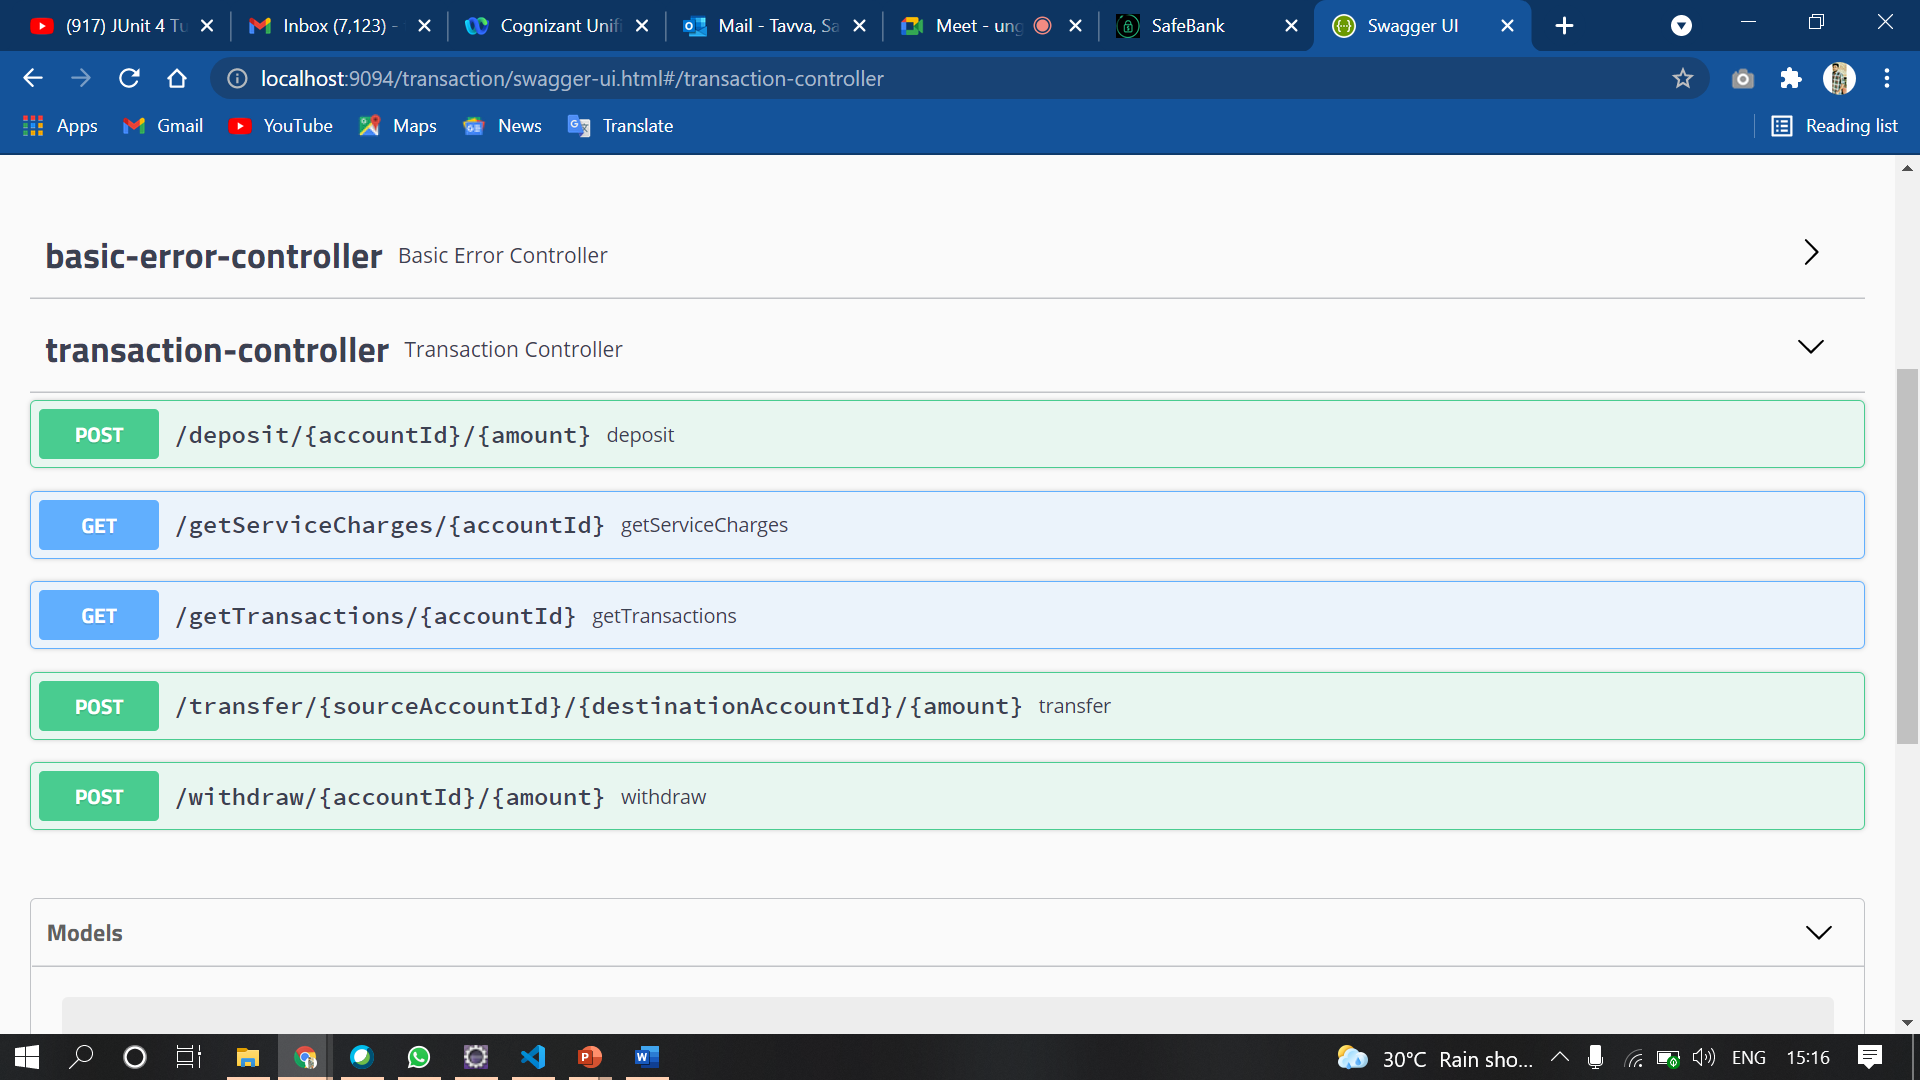 (917) JUnit 4 Tu
Inbox (7,123) -
Cognizant Unifi
Mail - Tavva, Sa
Meet - ung
SafeBank
Swagger UI
localhost:9094/transaction/swagger-ui.html#/transaction-controller
Apps
Gmail
YouTube
Maps
News
Translate
Reading list
basic-error-controller Basic Error Controller
transaction-controller Transaction Controller
POST /deposit/{accountId}/{amount} deposit
GET /getServiceCharges/{accountId} getServiceCharges
GET /getTransactions/{accountId} getTransactions
POST /transfer/{sourceAccountId}/{destinationAccountId}/{amount} transfer
POST /withdraw/{accountId}/{amount} withdraw
Models
30°C Rain sho...
ENG
15:16